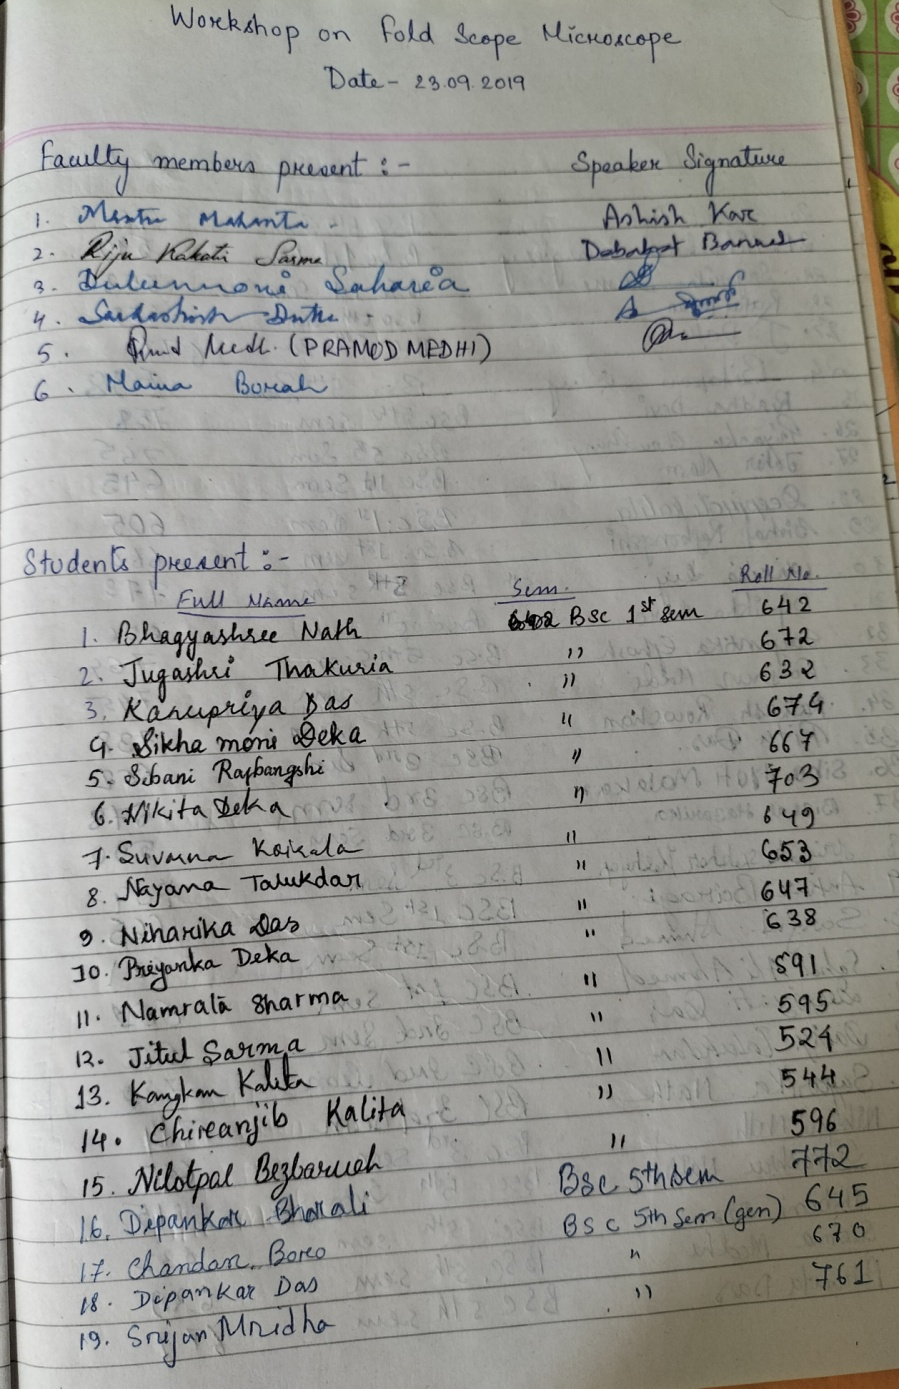 Workshop on Fold Scope Microscope
Date - 23.09.2019
Faculty members present :-
Speaker Signature
1. Mantu Mahanta
Ashish Kar
2. Riju Kakati Sarma
Bannel
3. Dulumoni Saharia
4. Dutta
5. (PRAMOD MEDHI)
6. Maina Borah
Students present :-
Full Name Sem. Roll No.
1. Bhagyashree Nath BSc 1st sem 642
2. Jugashri Thakuria " 672
3. Karupriya Das " 632
4. Sikha moni Deka " 674
5. Sibani Rajbangshi " 667
6. Nikita Deka " 703
7. Suvarna Koikala " 649
8. Nayana Talukdar " 653
9. Niharika Das " 647
10. Priyanka Deka " 638
11. Namrata Sharma " 591
12. Jitul Sarma " 595
13. Kangkan Kalita " 524
14. Chireanjib Kalita " 544
15. Nilotpal Bezbaruah " 596
16. Dipankar Bharali Bsc 5th sem 772
17. Chandan Boro BSC 5th Sem (gen) 645
18. Dipankar Das " 670
19. Srijan Mridha " 761